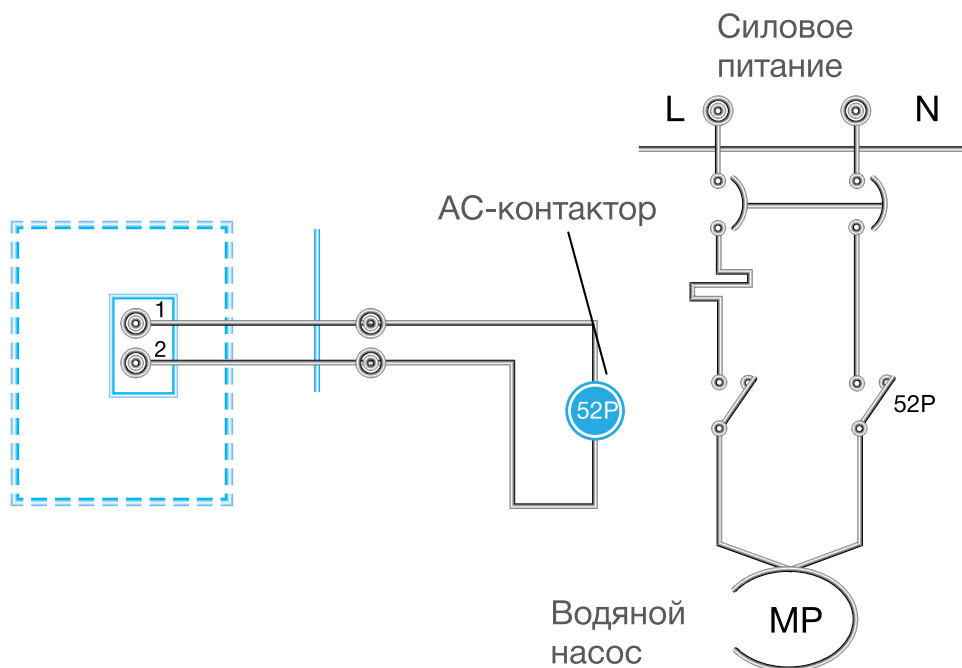 Силовое
питание
L
N
АС-контактор
1
2
52P
52P
Водяной
насос
MP